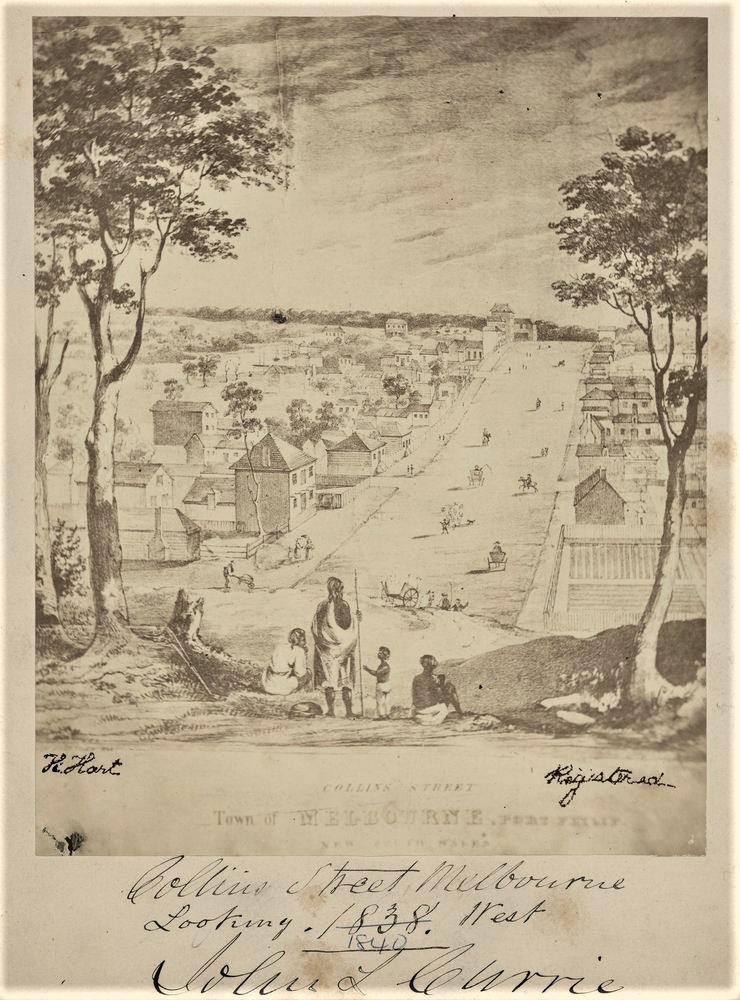 H. Hart
Registered
COLLINS STREET
Town of MELBOURNE, PORT PHILIP.
NEW SOUTH WALES
Collins Street, Melbourne
Looking . 1838. West
1840
John L Currie